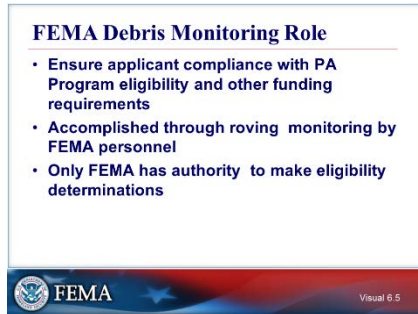 FEMA Debris Monitoring Role
• Ensure applicant compliance with PA
Program eligibility and other funding
requirements
• Accomplished through roving monitoring by
FEMA personnel
• Only FEMA has authority to make eligibility
determinations
FEMA
Visual 6.5